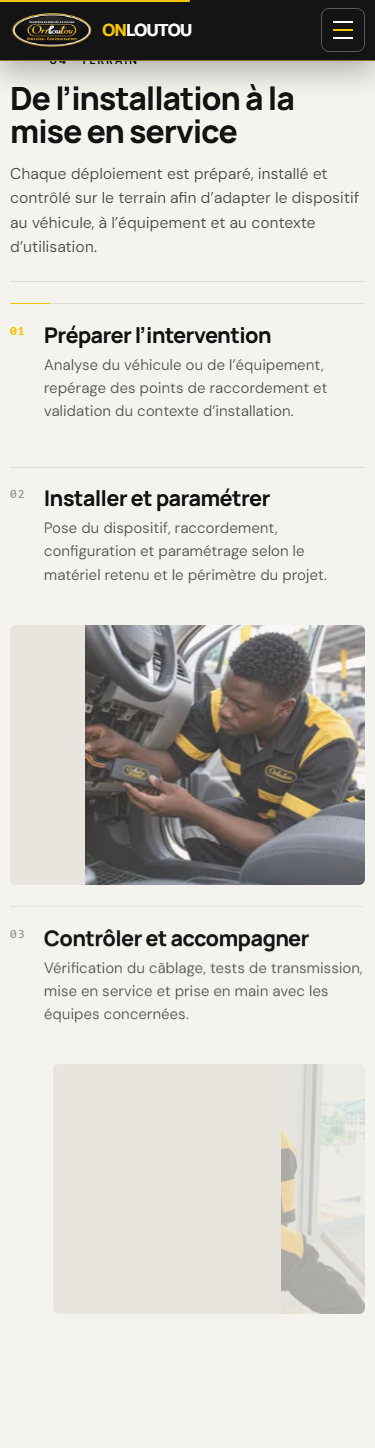 OnLoutou
ONLOUTOU
04 TERRAIN
De l’installation à la
mise en service
Chaque déploiement est préparé, installé et
contrôlé sur le terrain afin d’adapter le dispositif
au véhicule, à l’équipement et au contexte
d’utilisation.
01
Préparer l’intervention
Analyse du véhicule ou de l’équipement,
repérage des points de raccordement et
validation du contexte d’installation.
02
Installer et paramétrer
Pose du dispositif, raccordement,
configuration et paramétrage selon le
matériel retenu et le périmètre du projet.
OnLoutou
03
Contrôler et accompagner
Vérification du câblage, tests de transmission,
mise en service et prise en main avec les
équipes concernées.